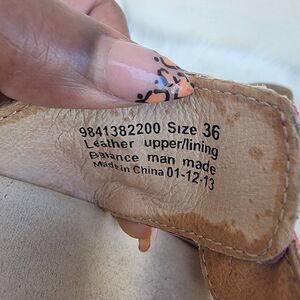 9841382200 Size 36
Leather upper/lining
Balance man made
Made in China 01-12-13